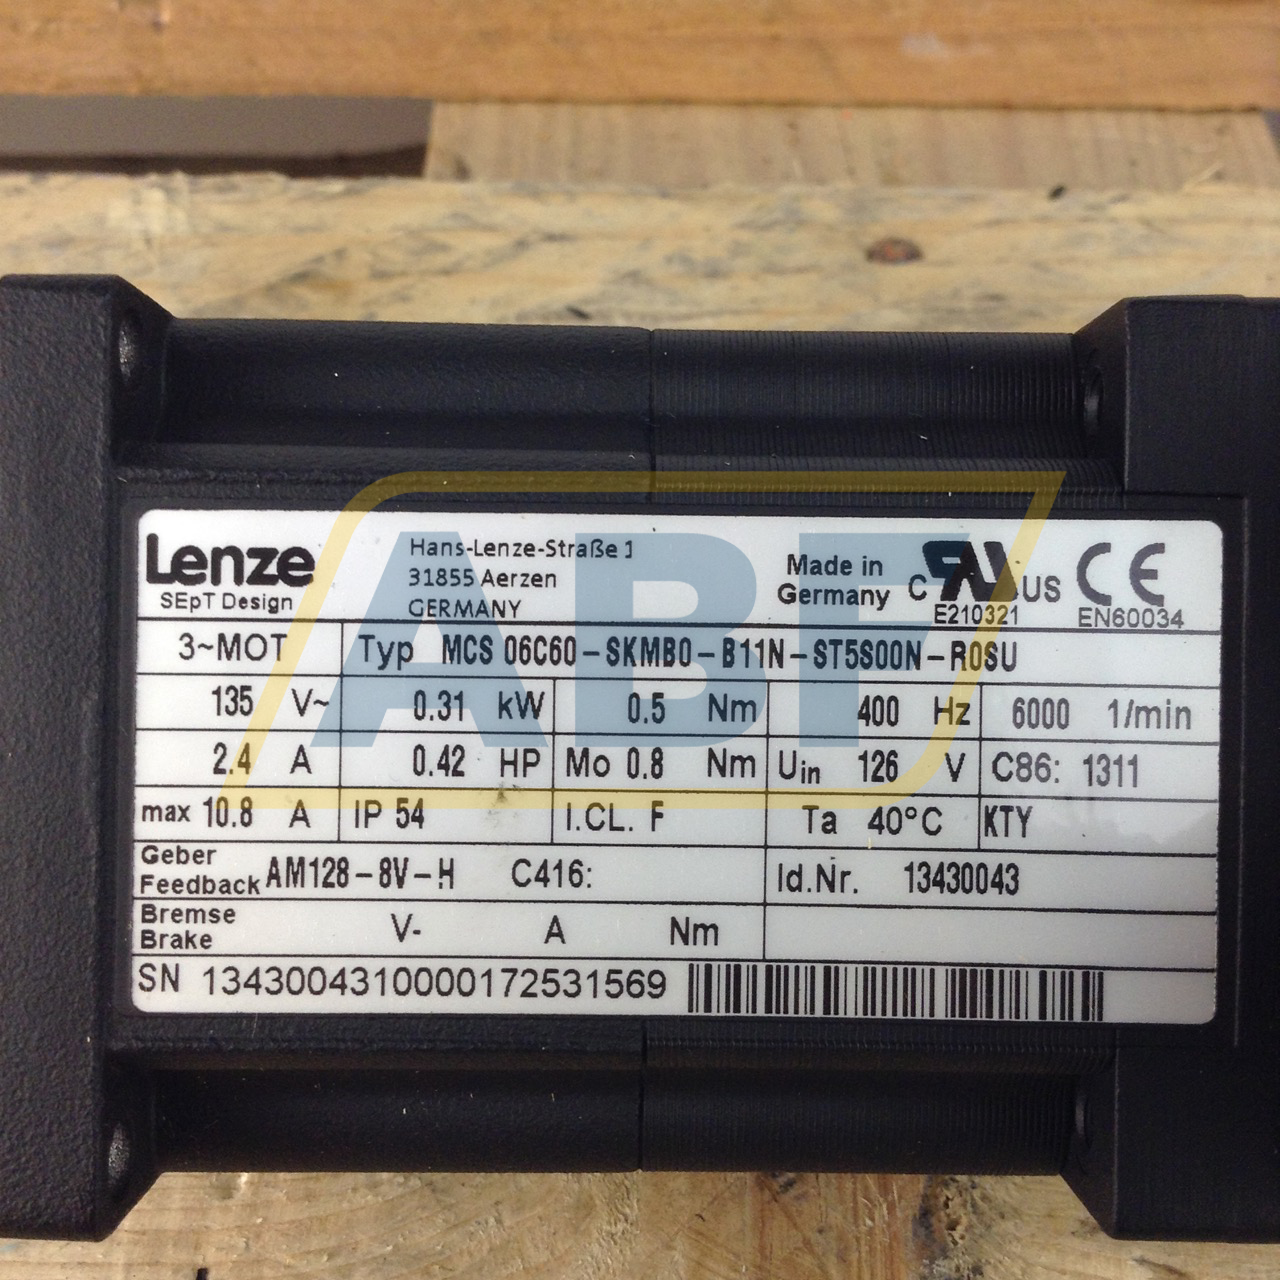 Lenze
SEpT Design
Hans-Lenze-Straße 1
31855 Aerzen
GERMANY
Made in
Germany
C RU US
E210321
CE
EN60034
3~MOT Typ MCS 06C60-SKMB0-B11N-ST5S00N-R0SU
135 V~ 0.31 kW 0.5 Nm 400 Hz 6000 1/min
2.4 A 0.42 HP Mo 0.8 Nm Uin 126 V C86: 1311
max 10.8 A IP 54 I.CL. F Ta 40°C KTY
Geber
Feedback AM128-8V-H C416: Id.Nr. 13430043
Bremse
Brake V- A Nm
SN 13430043100000172531569
ABF